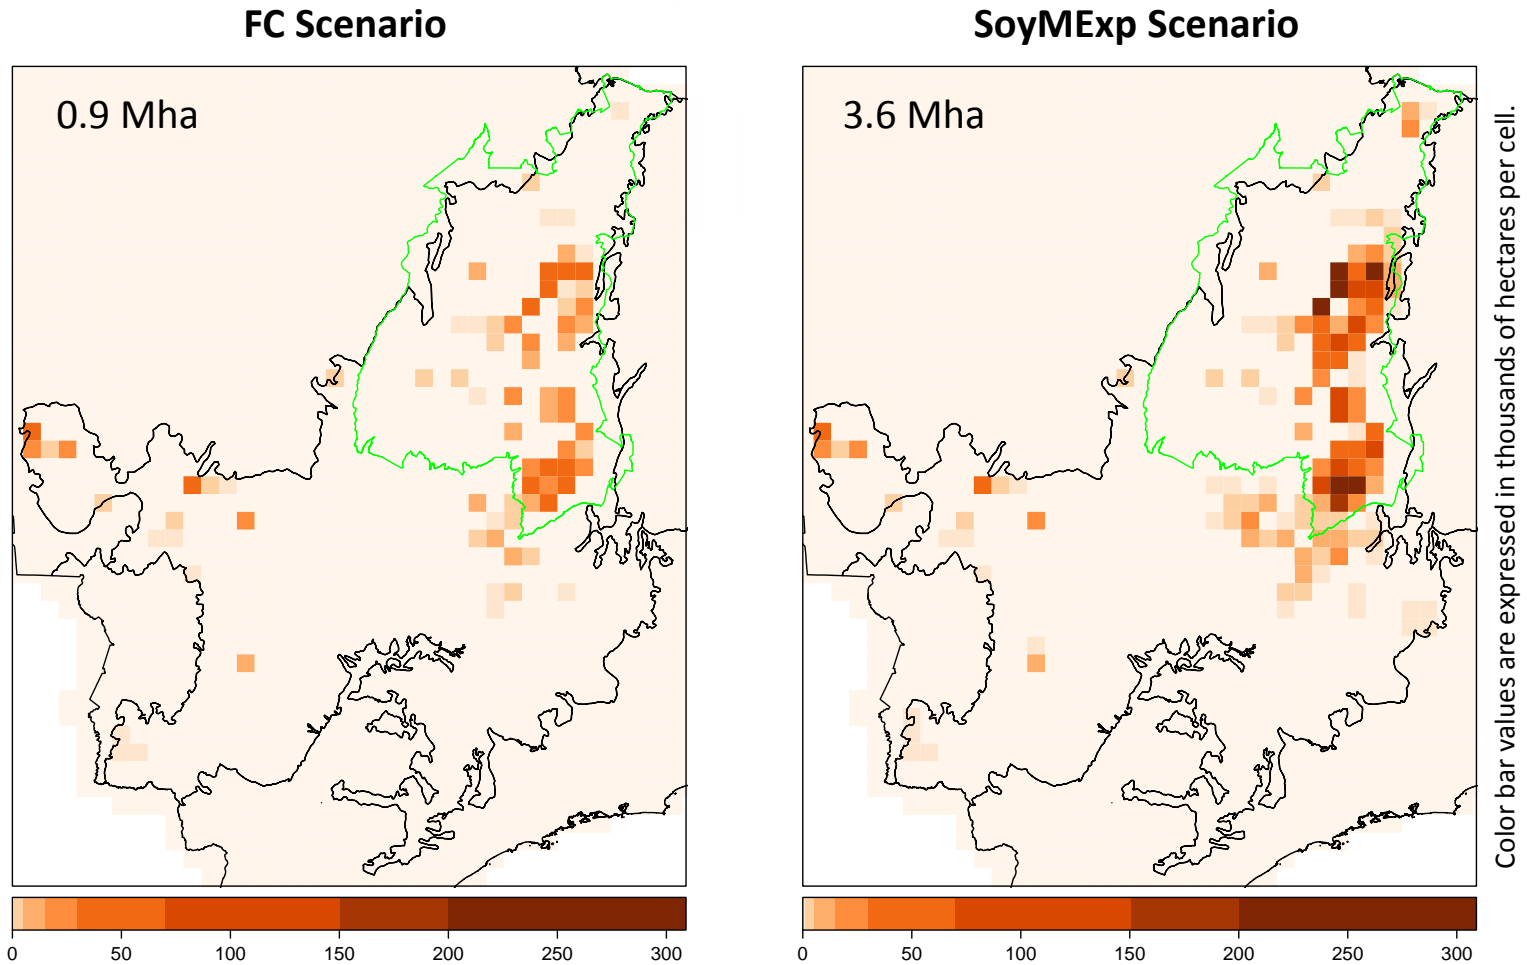 FC Scenario
SoyMExp Scenario
0.9 Mha
3.6 Mha
Color bar values are expressed in thousands of hectares per cell.
0 50 100 150 200 250 300
0 50 100 150 200 250 300